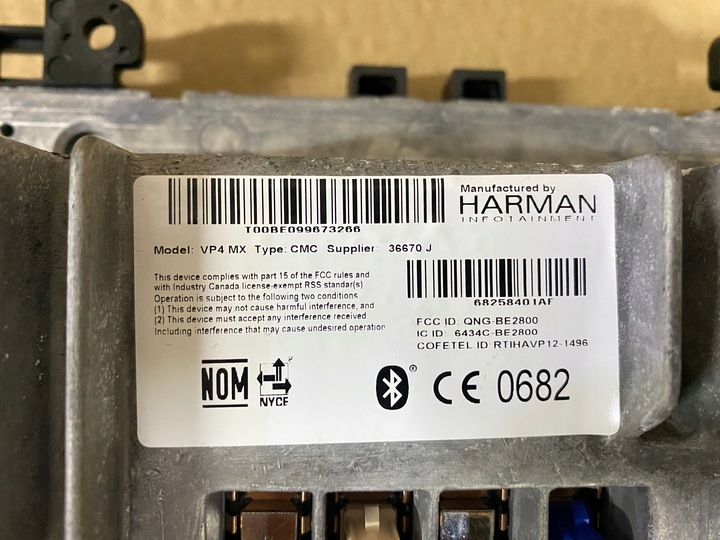 Manufactured by:
HARMAN
INFOTAINMENT
T00BE099673266
Model: VP4 MX Type: CMC Supplier: 36670 J
This device complies with part 15 of the FCC rules and
with Industry Canada license-exempt RSS standar(s)
Operation is subject to the following two conditions
(1) This device may not cause harmful interference, and
(2) This device must accept any interference received
Including interference that may cause undesired operation
68258401AF
FCC ID: QNG-BE2800
IC ID: 6434C-BE2800
COFETEL ID RTIHAVP12-1496
NOM
NYCE
® CE 0682